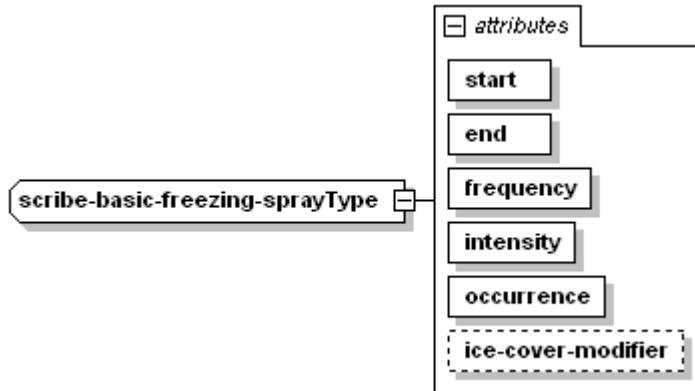 attributes
start
end
scribe-basic-freezing-sprayType
frequency
intensity
occurrence
ice-cover-modifier